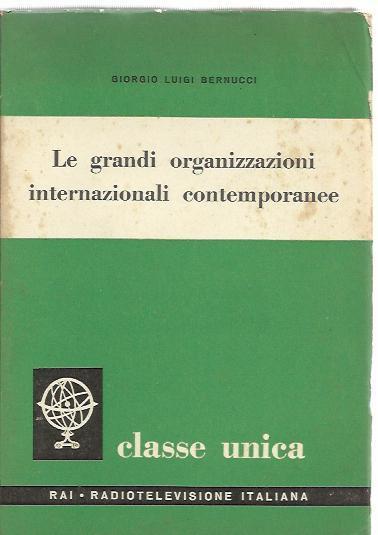 GIORGIO LUIGI BERNUCCI
Le grandi organizzazioni
internazionali contemporanee
classe unica
RAI • RADIOTELEVISIONE ITALIANA